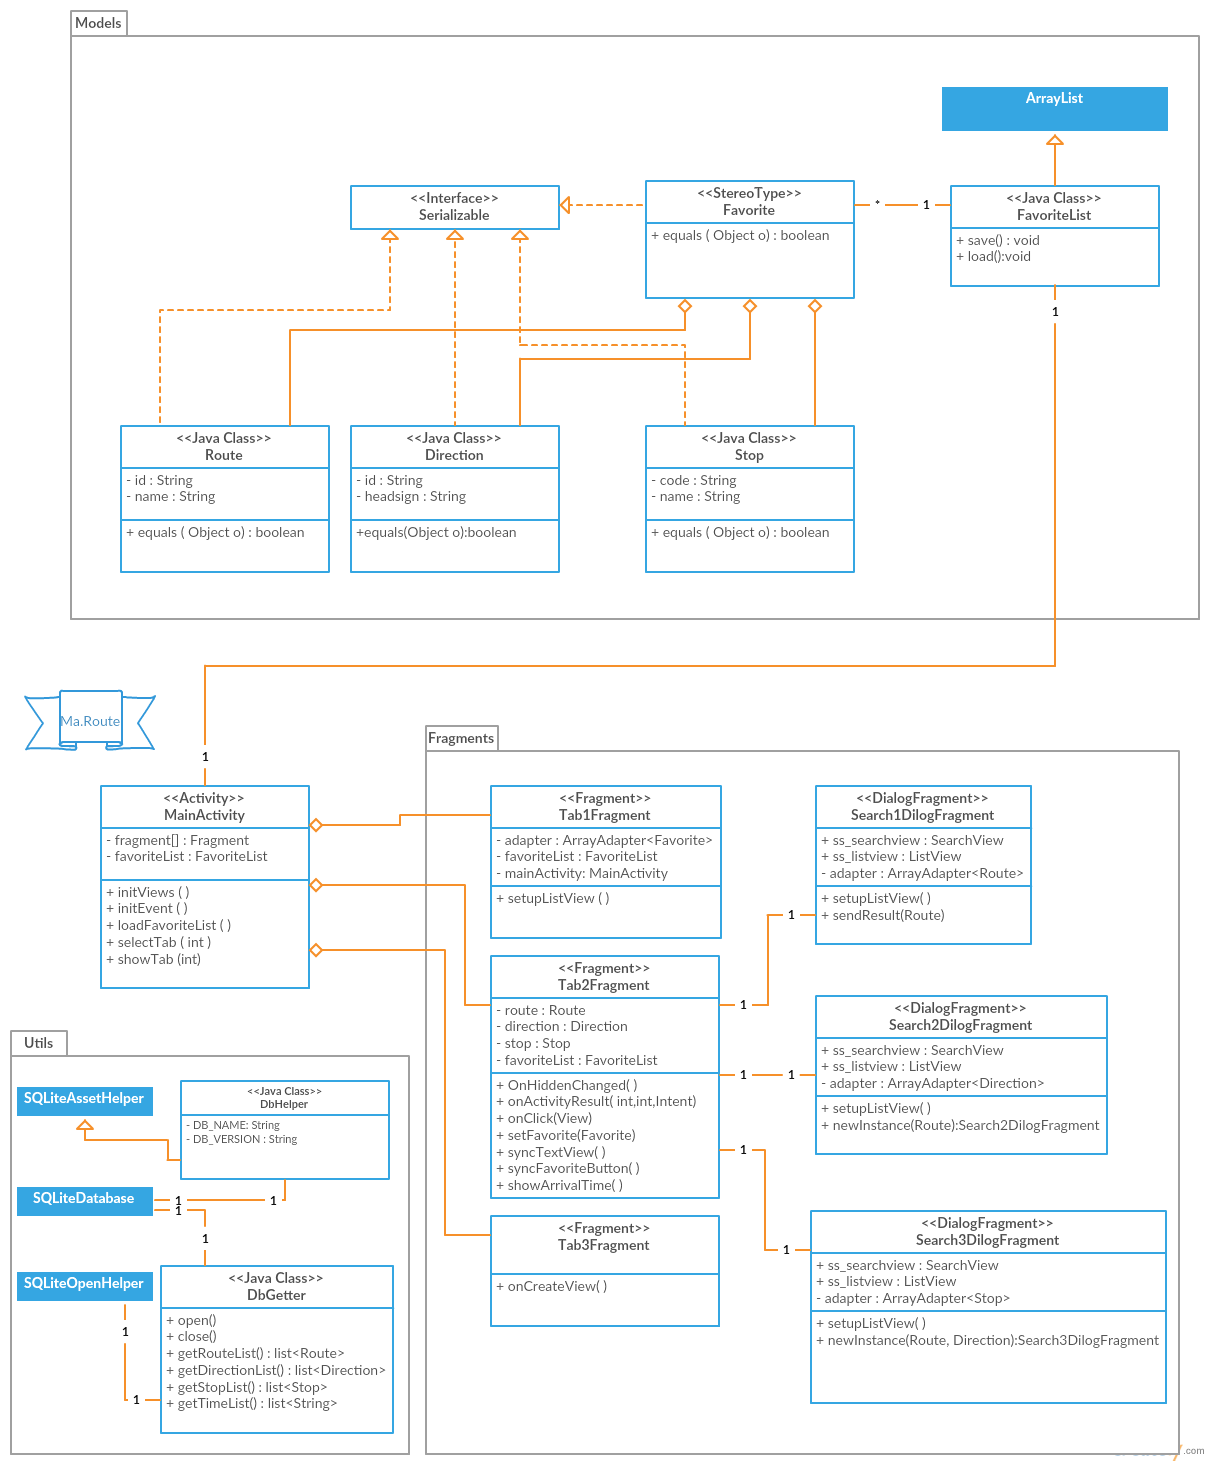 Models
ArrayList
<<Interface>>
Serializable
<<StereoType>>
Favorite
+ equals ( Object o) : boolean
*
1
<<Java Class>>
FavoriteList
+ save() : void
+ load():void
1
<<Java Class>>
Route
- id : String
- name : String
+ equals ( Object o) : boolean
<<Java Class>>
Direction
- id : String
- headsign : String
+equals(Object o):boolean
<<Java Class>>
Stop
- code : String
- name : String
+ equals ( Object o) : boolean
Ma.Route
1
<<Activity>>
MainActivity
- fragment[] : Fragment
- favoriteList : FavoriteList
+ initViews ( )
+ initEvent ( )
+ loadFavoriteList ( )
+ selectTab ( int )
+ showTab (int)
Fragments
<<Fragment>>
Tab1Fragment
- adapter : ArrayAdapter<Favorite>
- favoriteList : FavoriteList
- mainActivity: MainActivity
+ setupListView ( )
<<DialogFragment>>
Search1DilogFragment
+ ss_searchview : SearchView
+ ss_listview : ListView
- adapter : ArrayAdapter<Route>
+ setupListView( )
+ sendResult(Route)
1
<<Fragment>>
Tab2Fragment
- route : Route
- direction : Direction
- stop : Stop
- favoriteList : FavoriteList
+ OnHiddenChanged( )
+ onActivityResult( int,int,Intent)
+ onClick(View)
+ setFavorite(Favorite)
+ syncTextView( )
+ syncFavoriteButton( )
+ showArrivalTime( )
1
1
1
1
<<DialogFragment>>
Search2DilogFragment
+ ss_searchview : SearchView
+ ss_listview : ListView
- adapter : ArrayAdapter<Direction>
+ setupListView( )
+ newInstance(Route):Search2DilogFragment
<<Fragment>>
Tab3Fragment
+ onCreateView( )
1
<<DialogFragment>>
Search3DilogFragment
+ ss_searchview : SearchView
+ ss_listview : ListView
- adapter : ArrayAdapter<Stop>
+ setupListView( )
+ newInstance(Route, Direction):Search3DilogFragment
Utils
SQLiteAssetHelper
<<Java Class>>
DbHelper
- DB_NAME: String
- DB_VERSION : String
SQLiteDatabase
1
1
1
1
SQLiteOpenHelper
1
1
<<Java Class>>
DbGetter
+ open()
+ close()
+ getRouteList() : list<Route>
+ getDirectionList() : list<Direction>
+ getStopList() : list<Stop>
+ getTimeList() : list<String>
.com